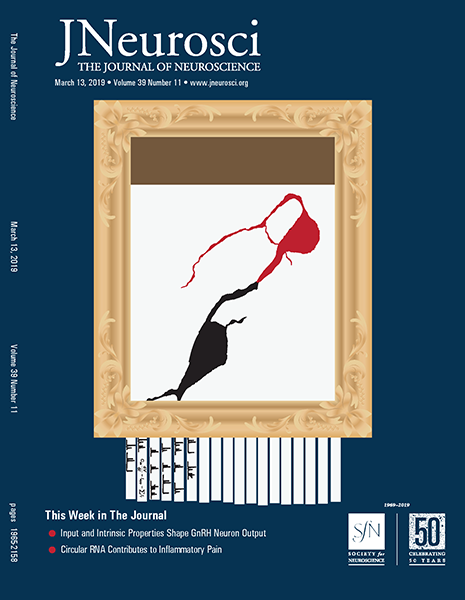 JNeurosci
THE JOURNAL OF NEUROSCIENCE
March 13, 2019 • Volume 39 Number 11 • www.jneurosci.org
The Journal of Neuroscience
March 13, 2019
Volume 39 Number 11
pages 1965-2158
This Week in The Journal
● Input and Intrinsic Properties Shape GnRH Neuron Output
● Circular RNA Contributes to Inflammatory Pain
1969–2019
SfN
SOCIETY for
NEUROSCIENCE
50
CELEBRATING
50 YEARS